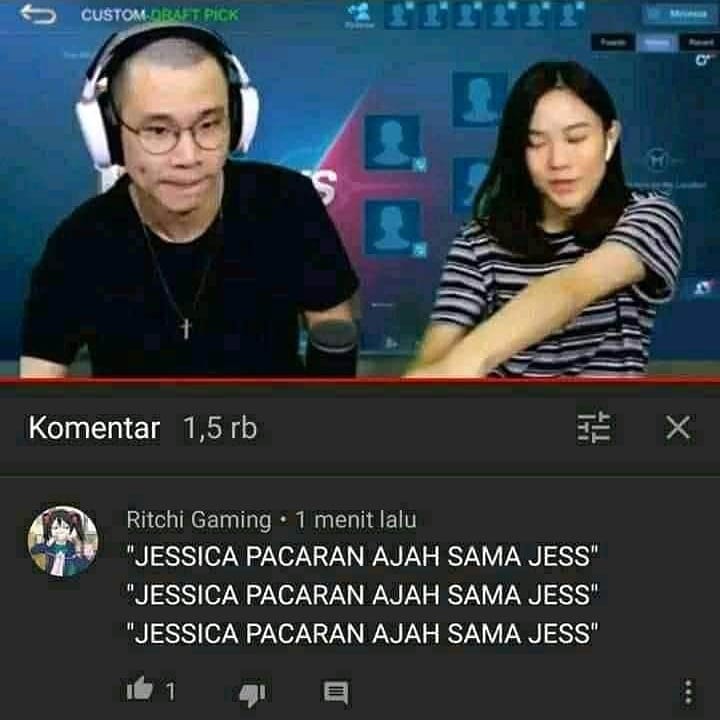 CUSTOM-DRAFT PICK
S
Komentar 1,5 rb
Ritchi Gaming • 1 menit lalu
"JESSICA PACARAN AJAH SAMA JESS"
"JESSICA PACARAN AJAH SAMA JESS"
"JESSICA PACARAN AJAH SAMA JESS"
1